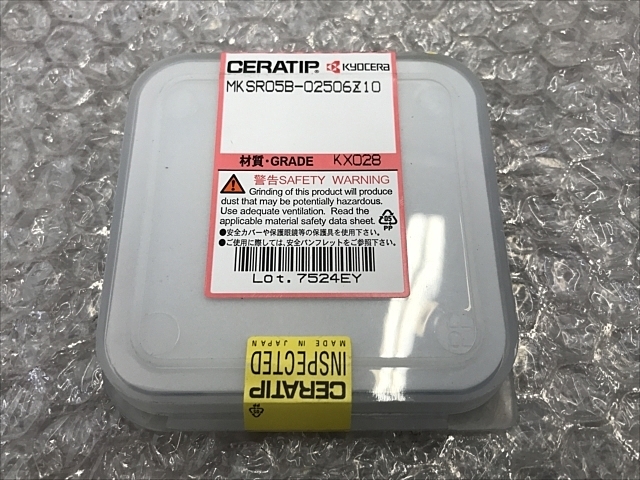 CERATIP® KYOCERA
MKSR05B-02506Z10
材質・GRADE KX028
警告SAFETY WARNING
Grinding of this product will produce
dust that may be potentially hazardous.
Use adequate ventilation. Read the
applicable material safety data sheet.
●安全カバーや保護眼鏡等の保護具を使用下さい。
●ご使用に際しては、安全パンフレットをご参照下さい。
PP
Lot.7524EY
CERATIP
INSPECTED
MADE IN JAPAN